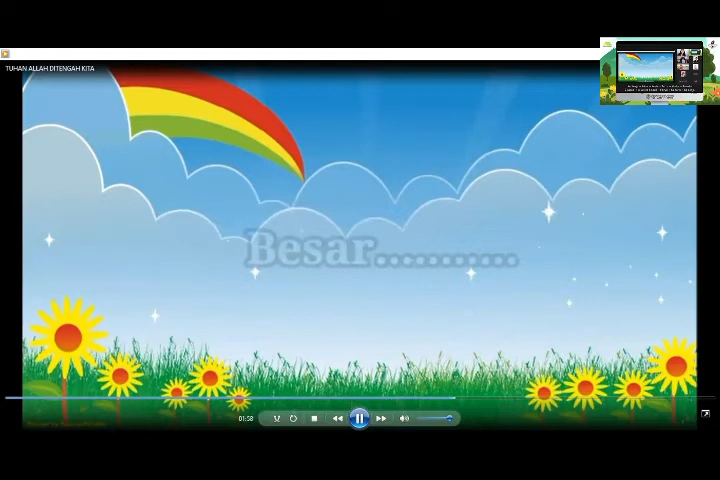 TUHAN ALLAH DITENGAH KITA
Besar...........
01:58